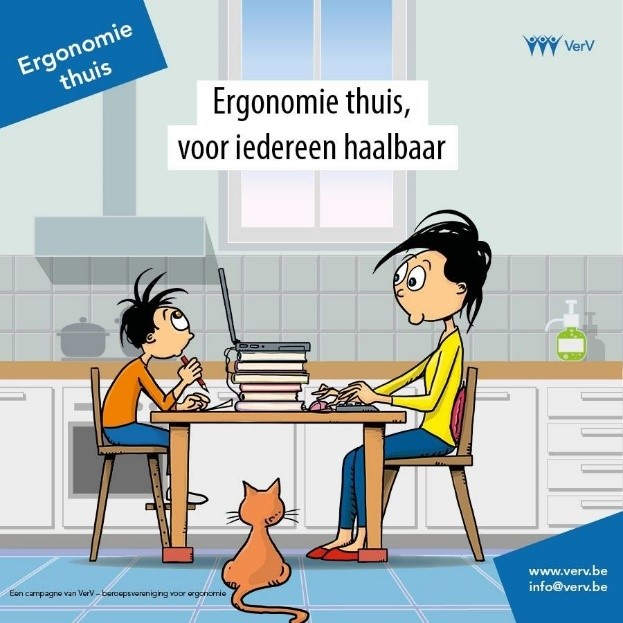 Ergonomie
thuis
VerV
Ergonomie thuis,
voor iedereen haalbaar
www.verv.be
info@verv.be
Een campagne van VerV – beroepsvereniging voor ergonomie